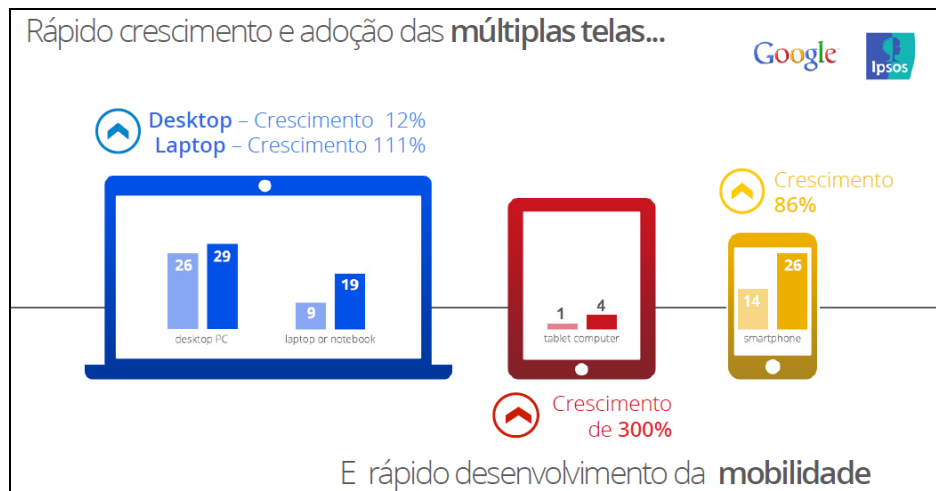 Rápido crescimento e adoção das múltiplas telas...
Google
Ipsos
Desktop – Crescimento 12%
Laptop – Crescimento 111%
Crescimento
86%
26
29
9
19
desktop PC
laptop or notebook
1
4
tablet computer
14
26
smartphone
Crescimento
de 300%
E rápido desenvolvimento da mobilidade